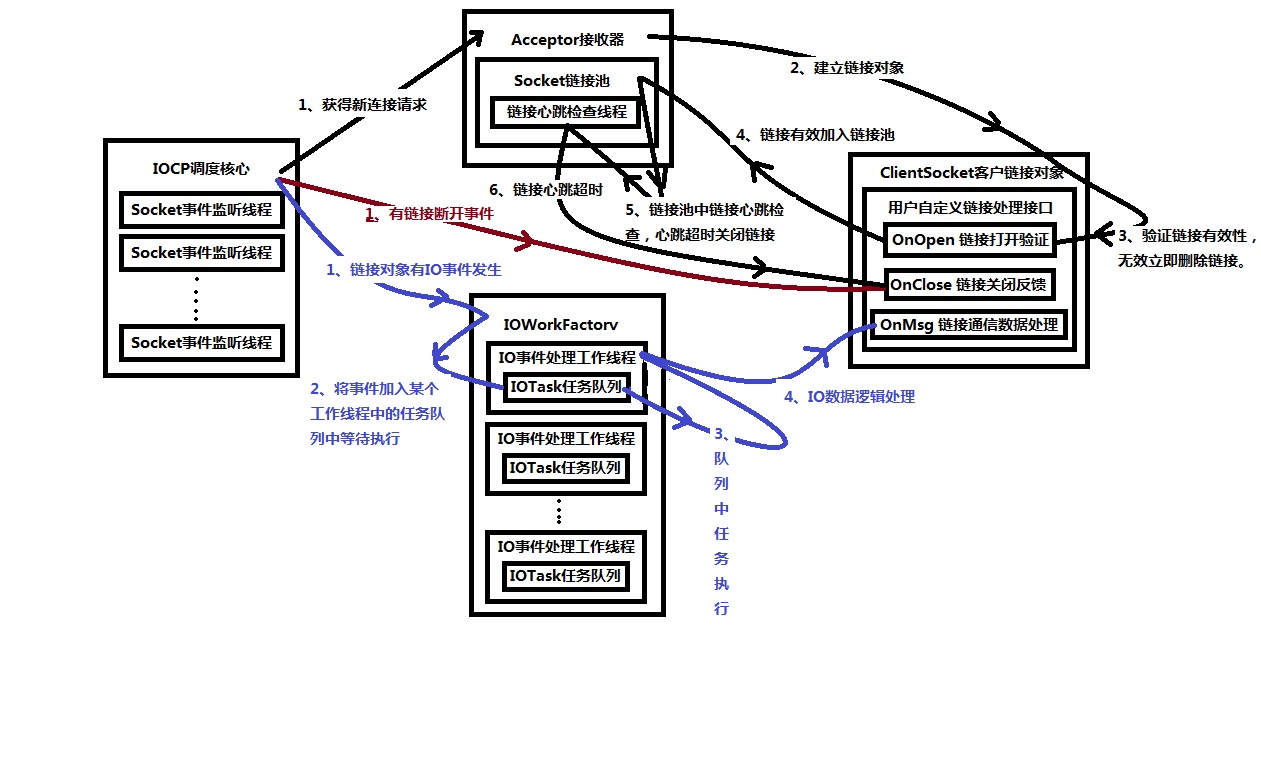 Acceptor接收器
Socket链接池
链接心跳检查线程
1、获得新连接请求
2、建立链接对象
IOCP调度核心
Socket事件监听线程
Socket事件监听线程
Socket事件监听线程
4、链接有效加入链接池
6、链接心跳超时
5、链接池中链接心跳检
查，心跳超时关闭链接
1、有链接断开事件
1、链接对象有IO事件发生
ClientSocket客户链接对象
用户自定义链接处理接口
OnOpen 链接打开验证
OnClose 链接关闭反馈
OnMsg 链接通信数据处理
3、验证链接有效性，
无效立即删除链接。
IOWorkFactory
IO事件处理工作线程
IOTask任务队列
IO事件处理工作线程
IOTask任务队列
IO事件处理工作线程
IOTask任务队列
2、将事件加入某个
工作线程中的任务队
列中等待执行
3、
队
列
中
任
务
执
行
4、IO数据逻辑处理